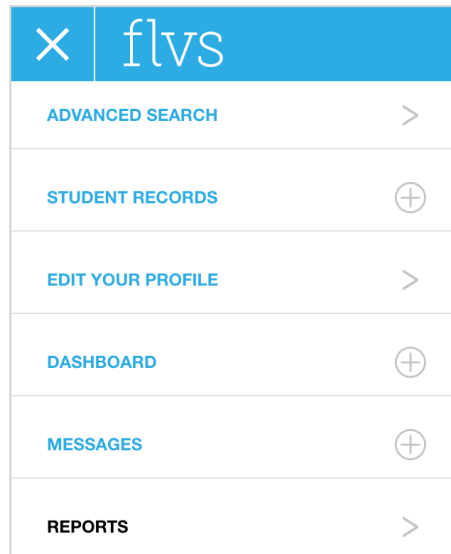 flvs
ADVANCED SEARCH
STUDENT RECORDS
EDIT YOUR PROFILE
DASHBOARD
MESSAGES
REPORTS